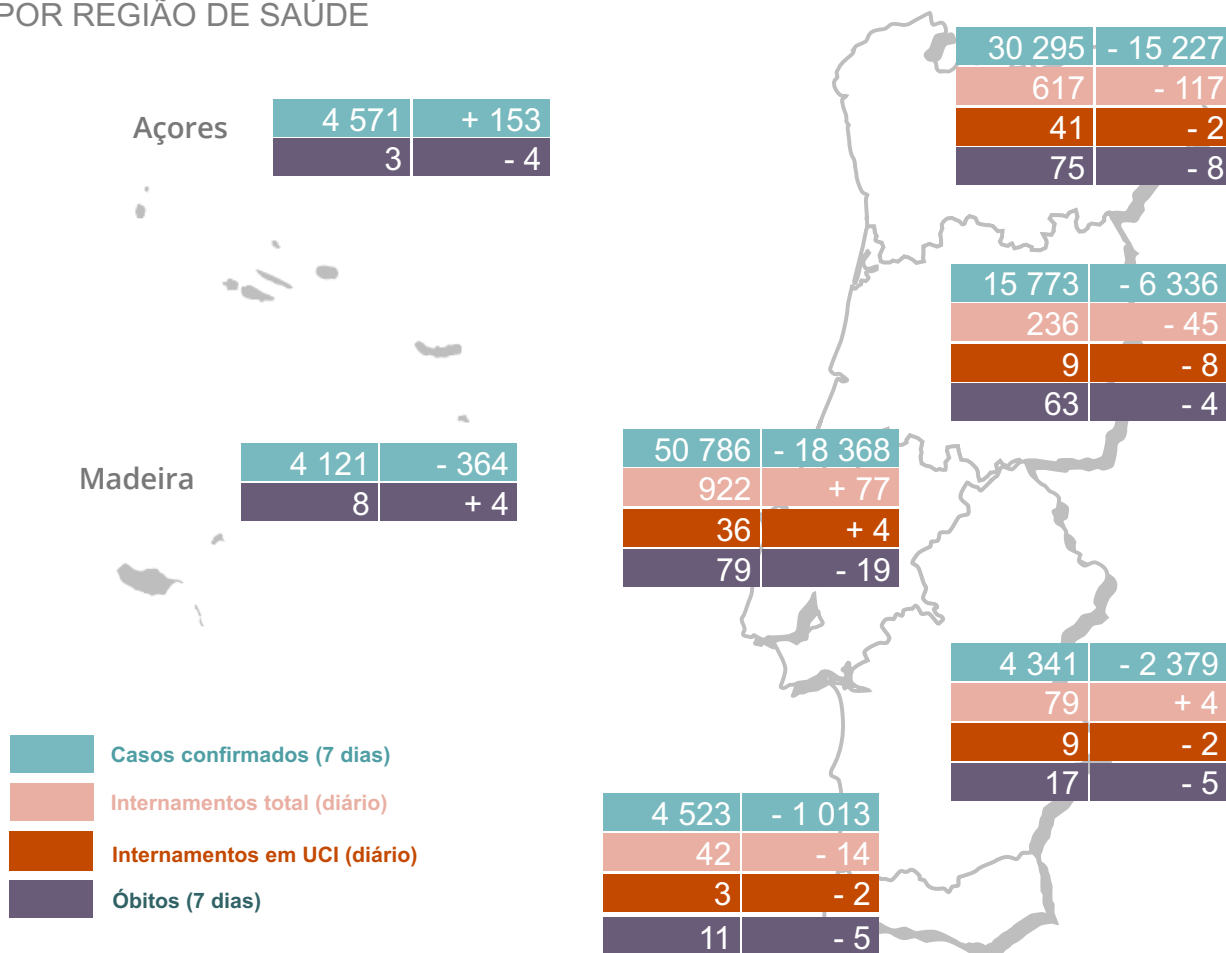 POR REGIÃO DE SAÚDE
30 295 - 15 227
617 - 117
41 - 2
75 - 8
Açores
4 571 + 153
3 - 4
15 773 - 6 336
236 - 45
9 - 8
63 - 4
Madeira
4 121 - 364
8 + 4
50 786 - 18 368
922 + 77
36 + 4
79 - 19
4 341 - 2 379
79 + 4
9 - 2
17 - 5
4 523 - 1 013
42 - 14
3 - 2
11 - 5
Casos confirmados (7 dias)
Internamentos total (diário)
Internamentos em UCI (diário)
Óbitos (7 dias)